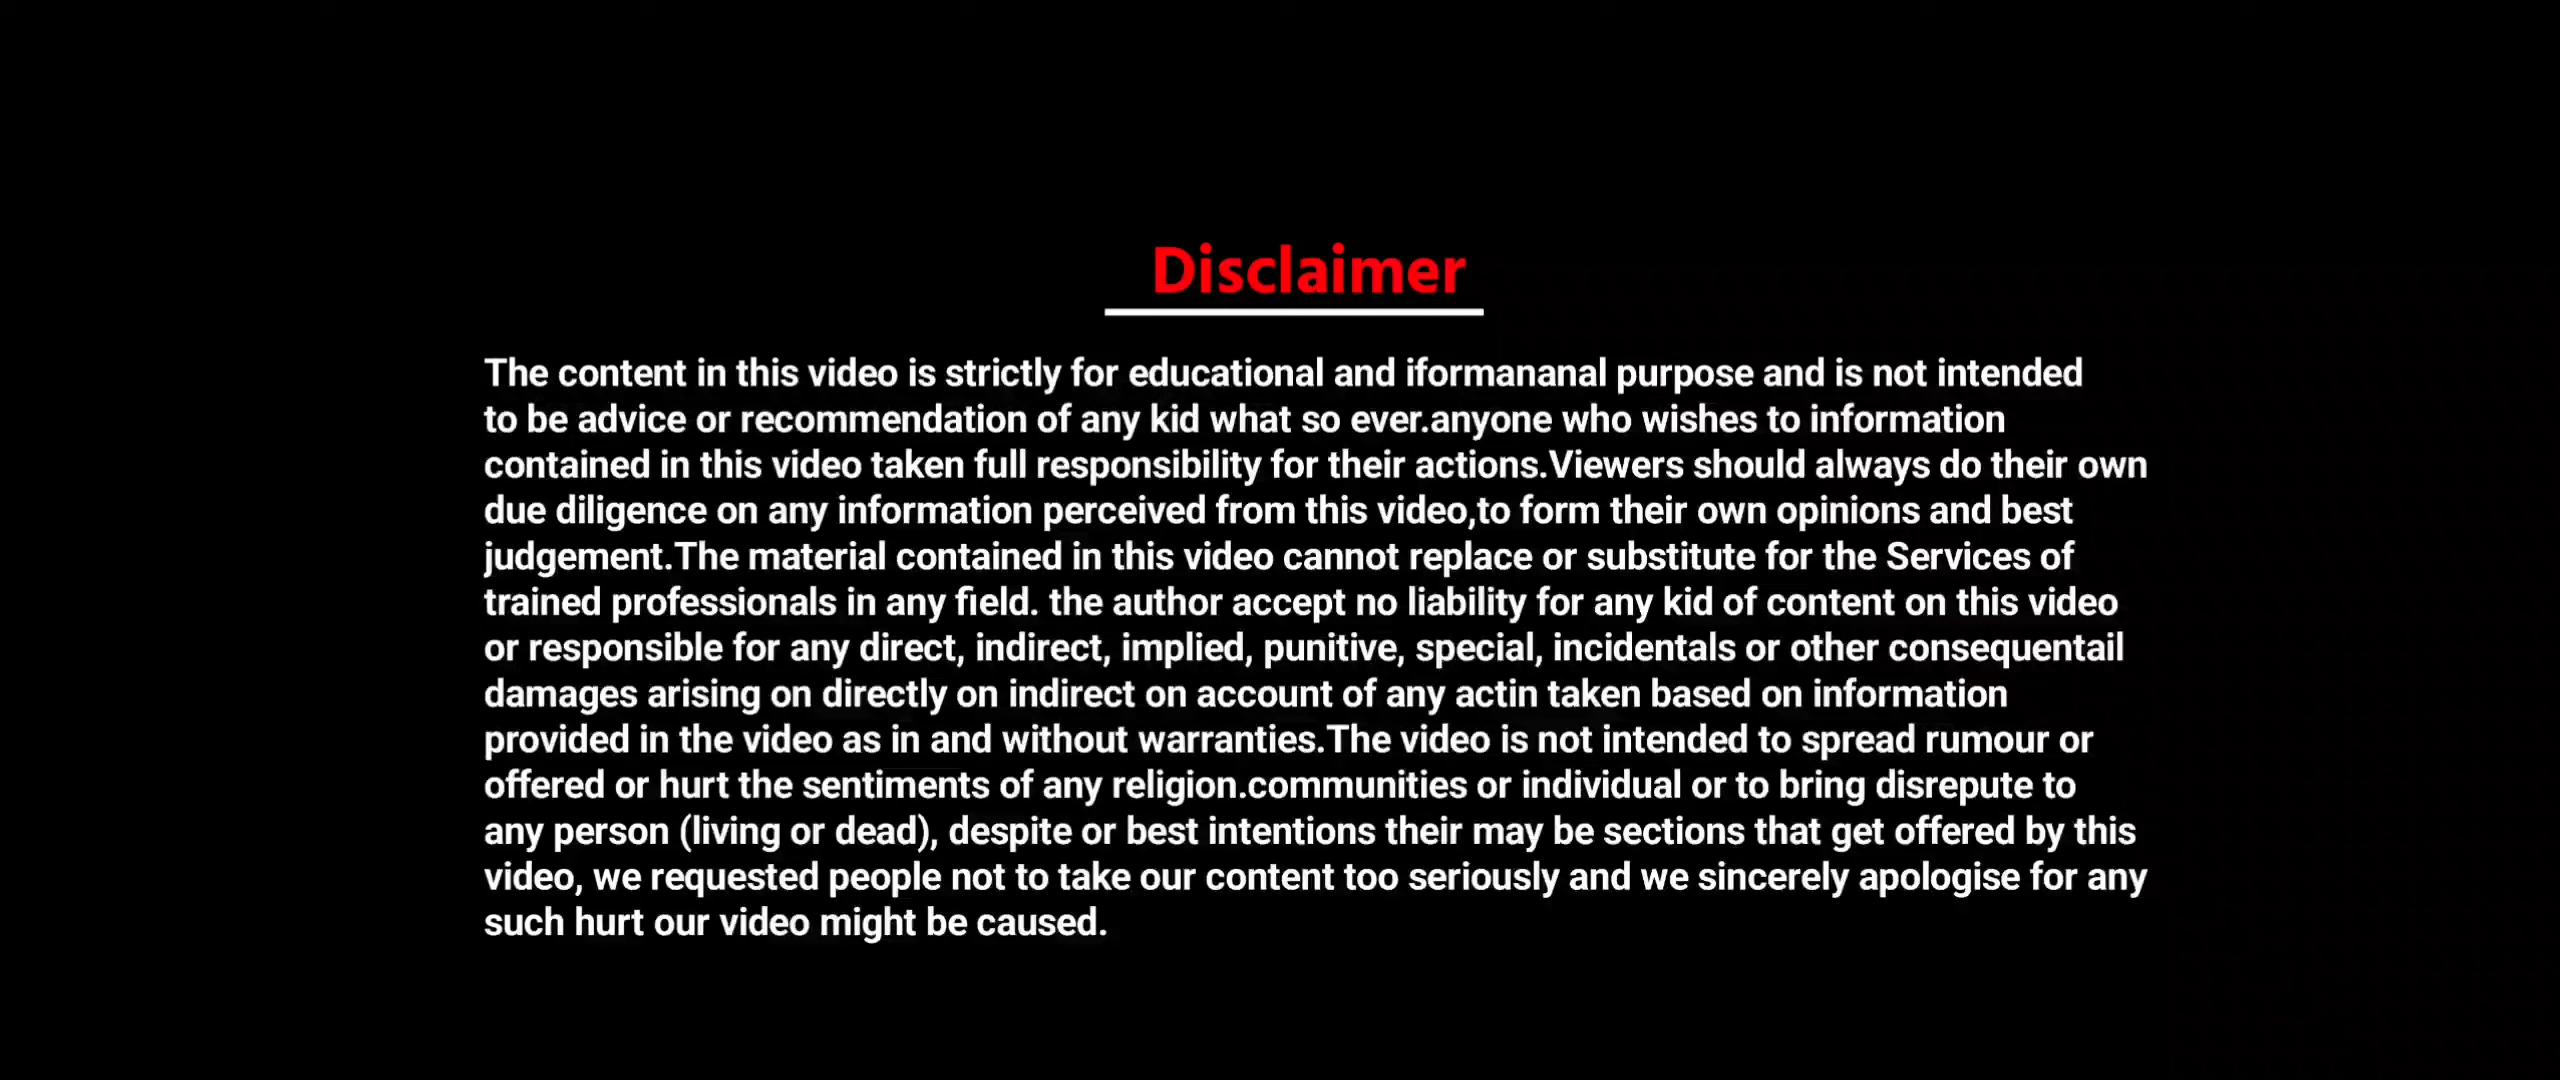 Disclaimer
The content in this video is strictly for educational and iformananal purpose and is not intended
to be advice or recommendation of any kid what so ever.anyone who wishes to information
contained in this video taken full responsibility for their actions.Viewers should always do their own
due diligence on any information perceived from this video,to form their own opinions and best
judgement.The material contained in this video cannot replace or substitute for the Services of
trained professionals in any field. the author accept no liability for any kid of content on this video
or responsible for any direct, indirect, implied, punitive, special, incidentals or other consequentail
damages arising on directly on indirect on account of any actin taken based on information
provided in the video as in and without warranties.The video is not intended to spread rumour or
offered or hurt the sentiments of any religion.communities or individual or to bring disrepute to
any person (living or dead), despite or best intentions their may be sections that get offered by this
video, we requested people not to take our content too seriously and we sincerely apologise for any
such hurt our video might be caused.